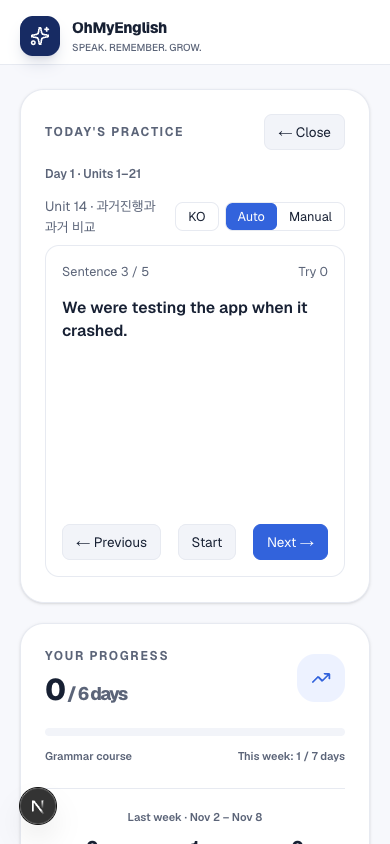 OhMyEnglish
SPEAK. REMEMBER. GROW.
TODAY'S PRACTICE
← Close
Day 1 · Units 1–21
Unit 14 · 과거진행과
과거 비교
KO
Auto
Manual
Sentence 3 / 5
Try 0
We were testing the app when it
crashed.
← Previous
Start
Next →
YOUR PROGRESS
0 / 6 days
Grammar course
This week: 1 / 7 days
N
Last week · Nov 2 – Nov 8